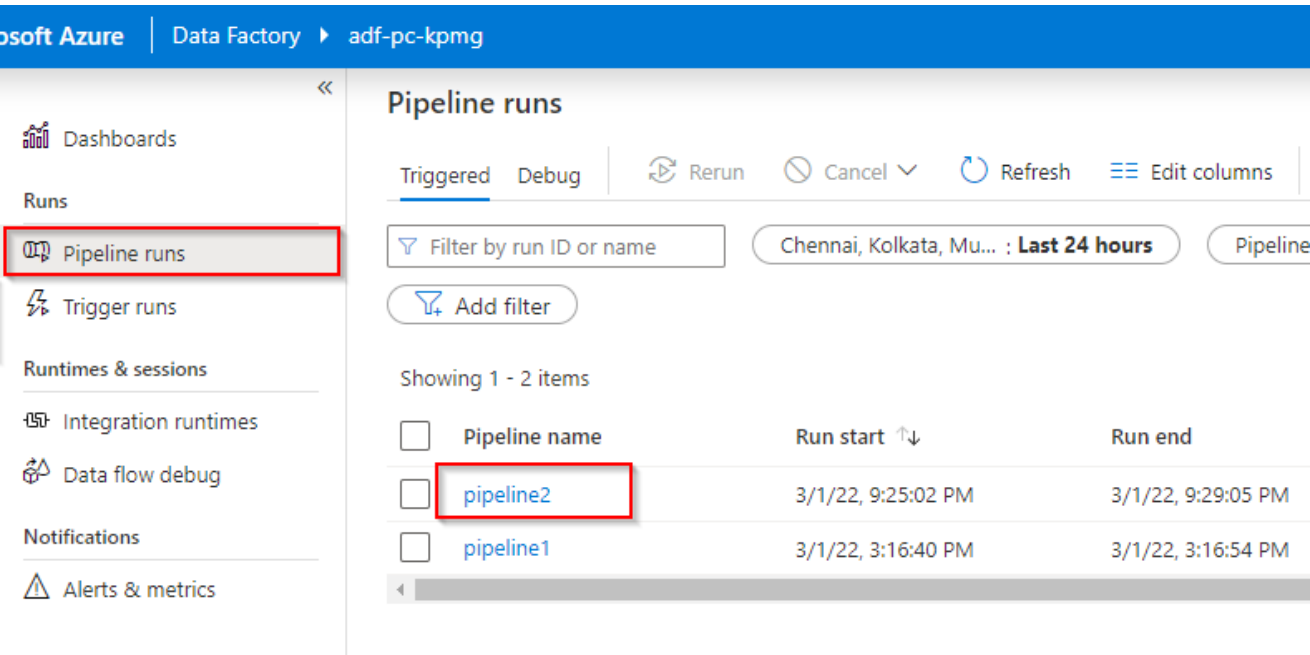 osoft Azure Data Factory adf-pc-kpmg
Dashboards
Runs
Pipeline runs
Trigger runs
Runtimes & sessions
Integration runtimes
Data flow debug
Notifications
Alerts & metrics
Pipeline runs
Triggered Debug Rerun Cancel Refresh Edit columns
Filter by run ID or name Chennai, Kolkata, Mu... : Last 24 hours Pipeline
Add filter
Showing 1 - 2 items
Pipeline name Run start Run end
pipeline2 3/1/22, 9:25:02 PM 3/1/22, 9:29:05 PM
pipeline1 3/1/22, 3:16:40 PM 3/1/22, 3:16:54 PM